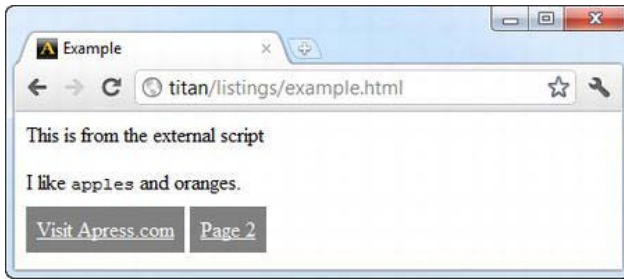 Example
titan/listings/example.html
This is from the external script
I like apples and oranges.
Visit Apress.com Page 2